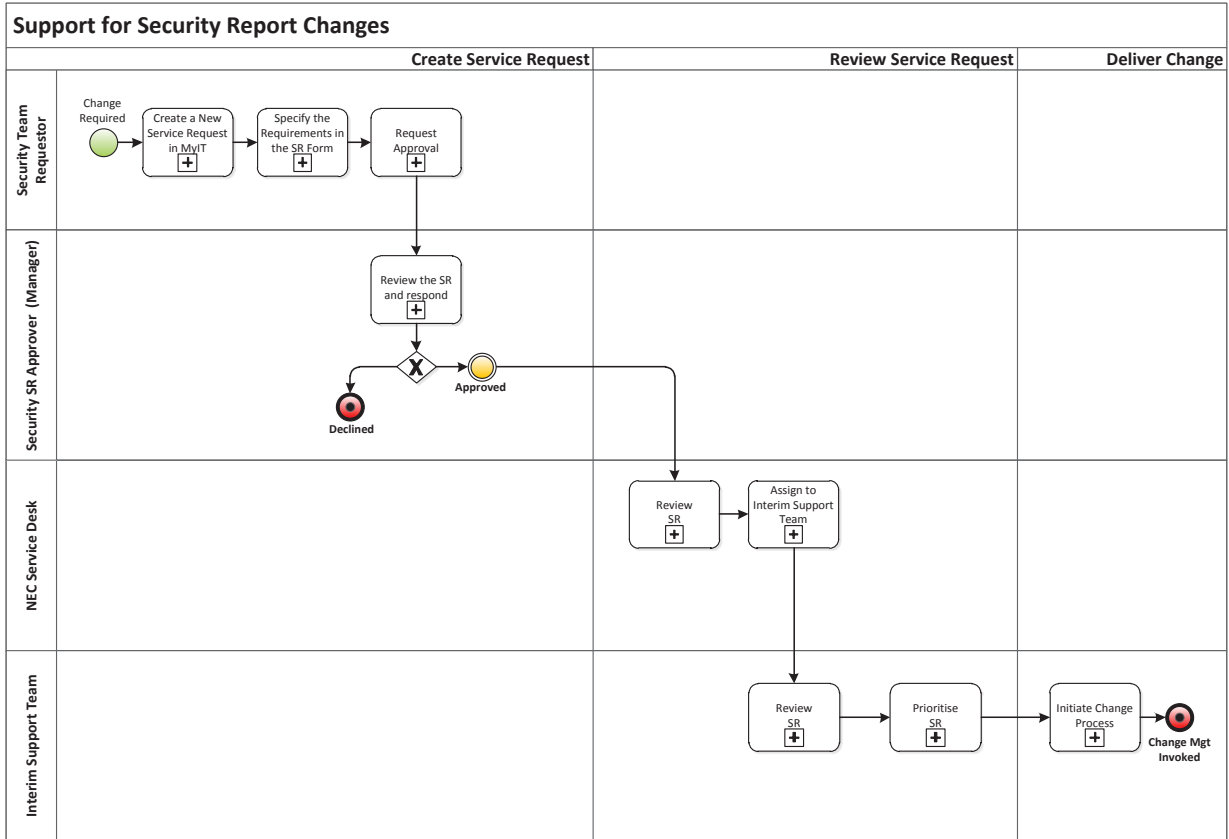 Support for Security Report Changes
Create Service Request
Review Service Request
Deliver Change
Security Team
Requestor
Change
Required
Create a New
Service Request
in MyIT
Specify the
Requirements in
the SR Form
Request
Approval
Security SR Approver (Manager)
Review the SR
and respond
X
Approved
Declined
NEC Service Desk
Review
SR
Assign to
Interim Support
Team
Interim Support Team
Review
SR
Prioritise
SR
Initiate Change
Process
Change Mgt
Invoked